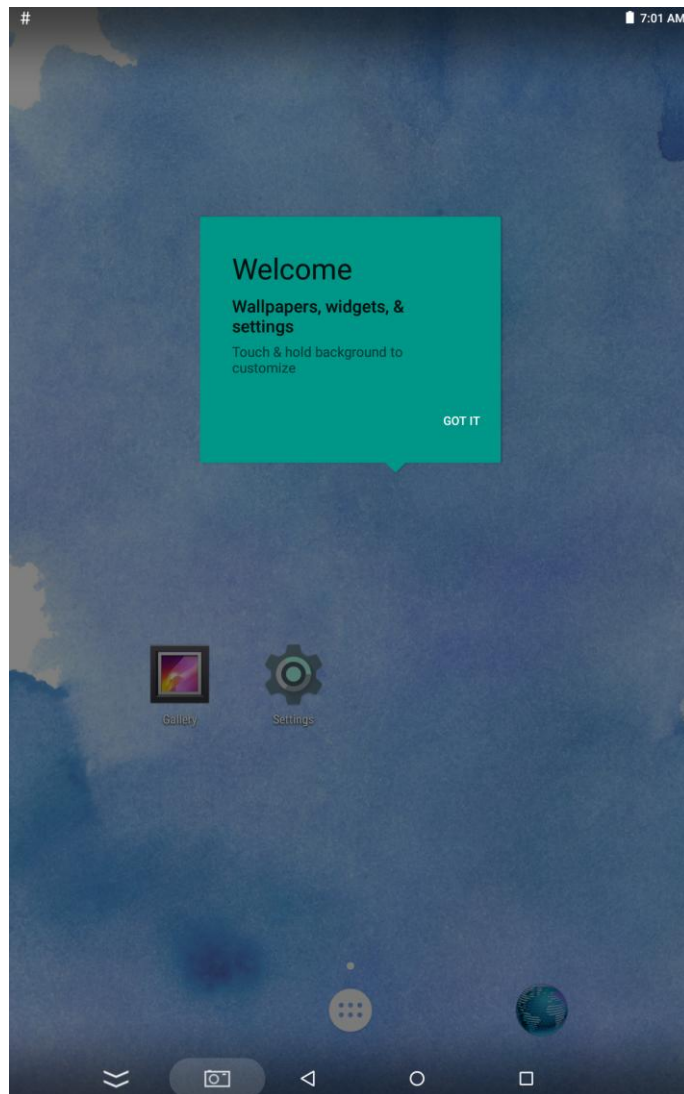 #
7:01 AM
Welcome
Wallpapers, widgets, &
settings
Touch & hold background to
customize
GOT IT
Gallery
Settings